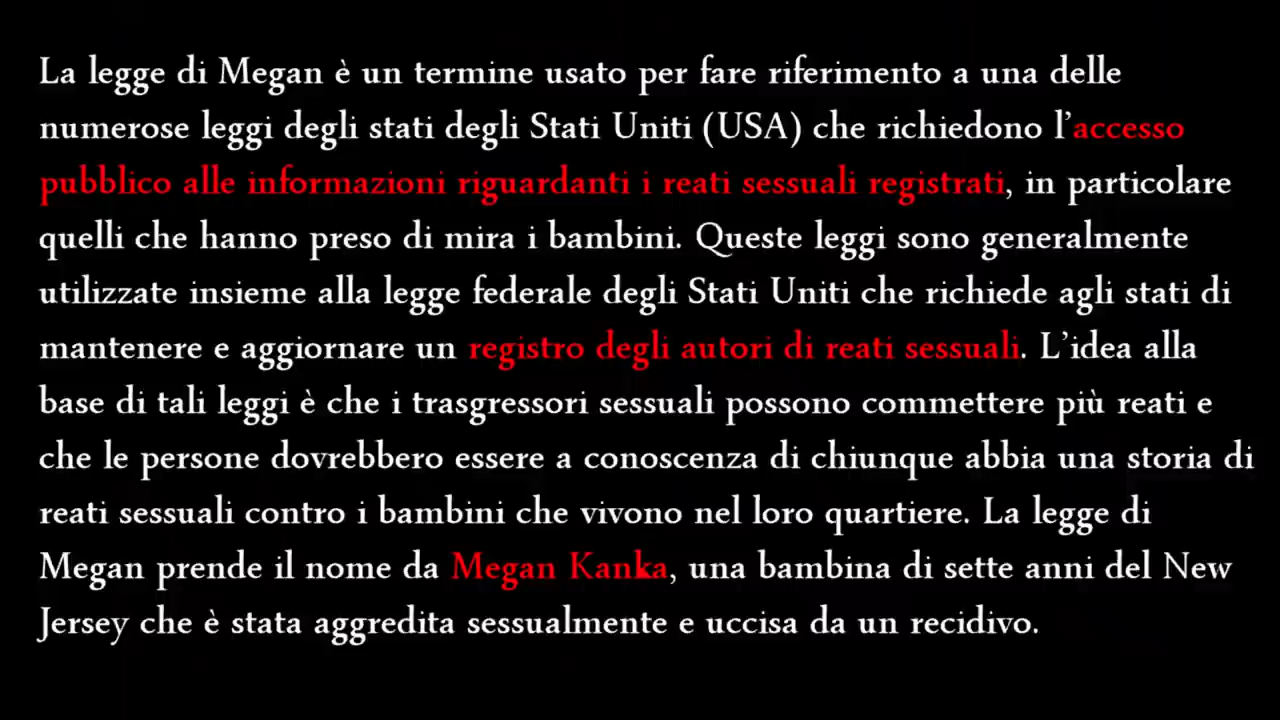 La legge di Megan è un termine usato per fare riferimento a una delle
numerose leggi degli stati degli Stati Uniti (USA) che richiedono l'accesso
pubblico alle informazioni riguardanti i reati sessuali registrati, in particolare
quelli che hanno preso di mira i bambini. Queste leggi sono generalmente
utilizzate insieme alla legge federale degli Stati Uniti che richiede agli stati di
mantenere e aggiornare un registro degli autori di reati sessuali. L'idea alla
base di tali leggi è che i trasgressori sessuali possono commettere più reati e
che le persone dovrebbero essere a conoscenza di chiunque abbia una storia di
reati sessuali contro i bambini che vivono nel loro quartiere. La legge di
Megan prende il nome da Megan Kanka, una bambina di sette anni del New
Jersey che è stata aggredita sessualmente e uccisa da un recidivo.